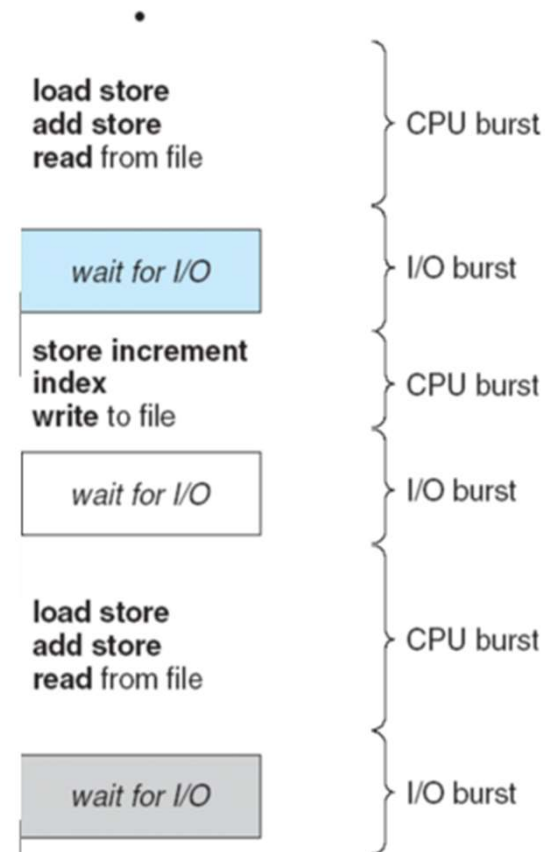 load store
add store
read from file
CPU burst
wait for I/O
I/O burst
store increment
index
write to file
CPU burst
wait for I/O
I/O burst
load store
add store
read from file
CPU burst
wait for I/O
I/O burst